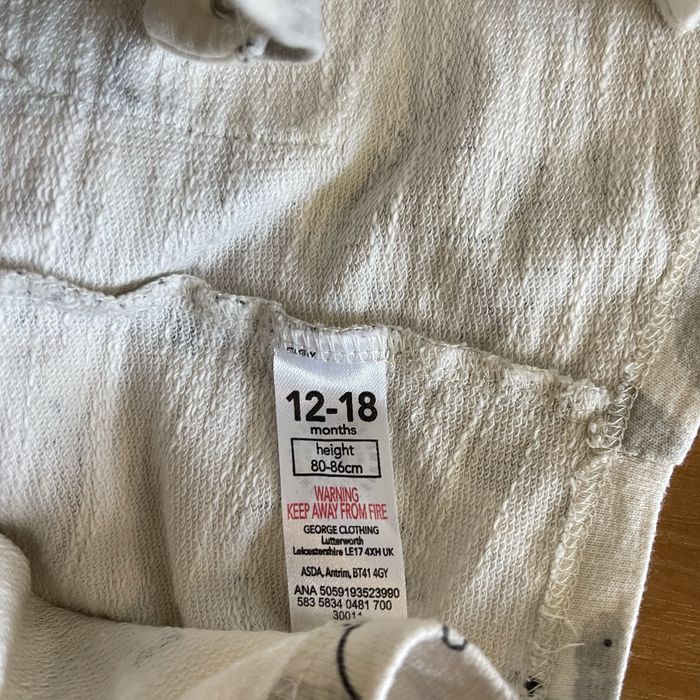 12-18
months
height
80-86cm
WARNING
KEEP AWAY FROM FIRE
GEORGE CLOTHING
Lutterworth
Leicestershire LE17 4XH UK
ASDA, Antrim, BT41 4GY
ANA 5059193523990
583 5834 0481 700